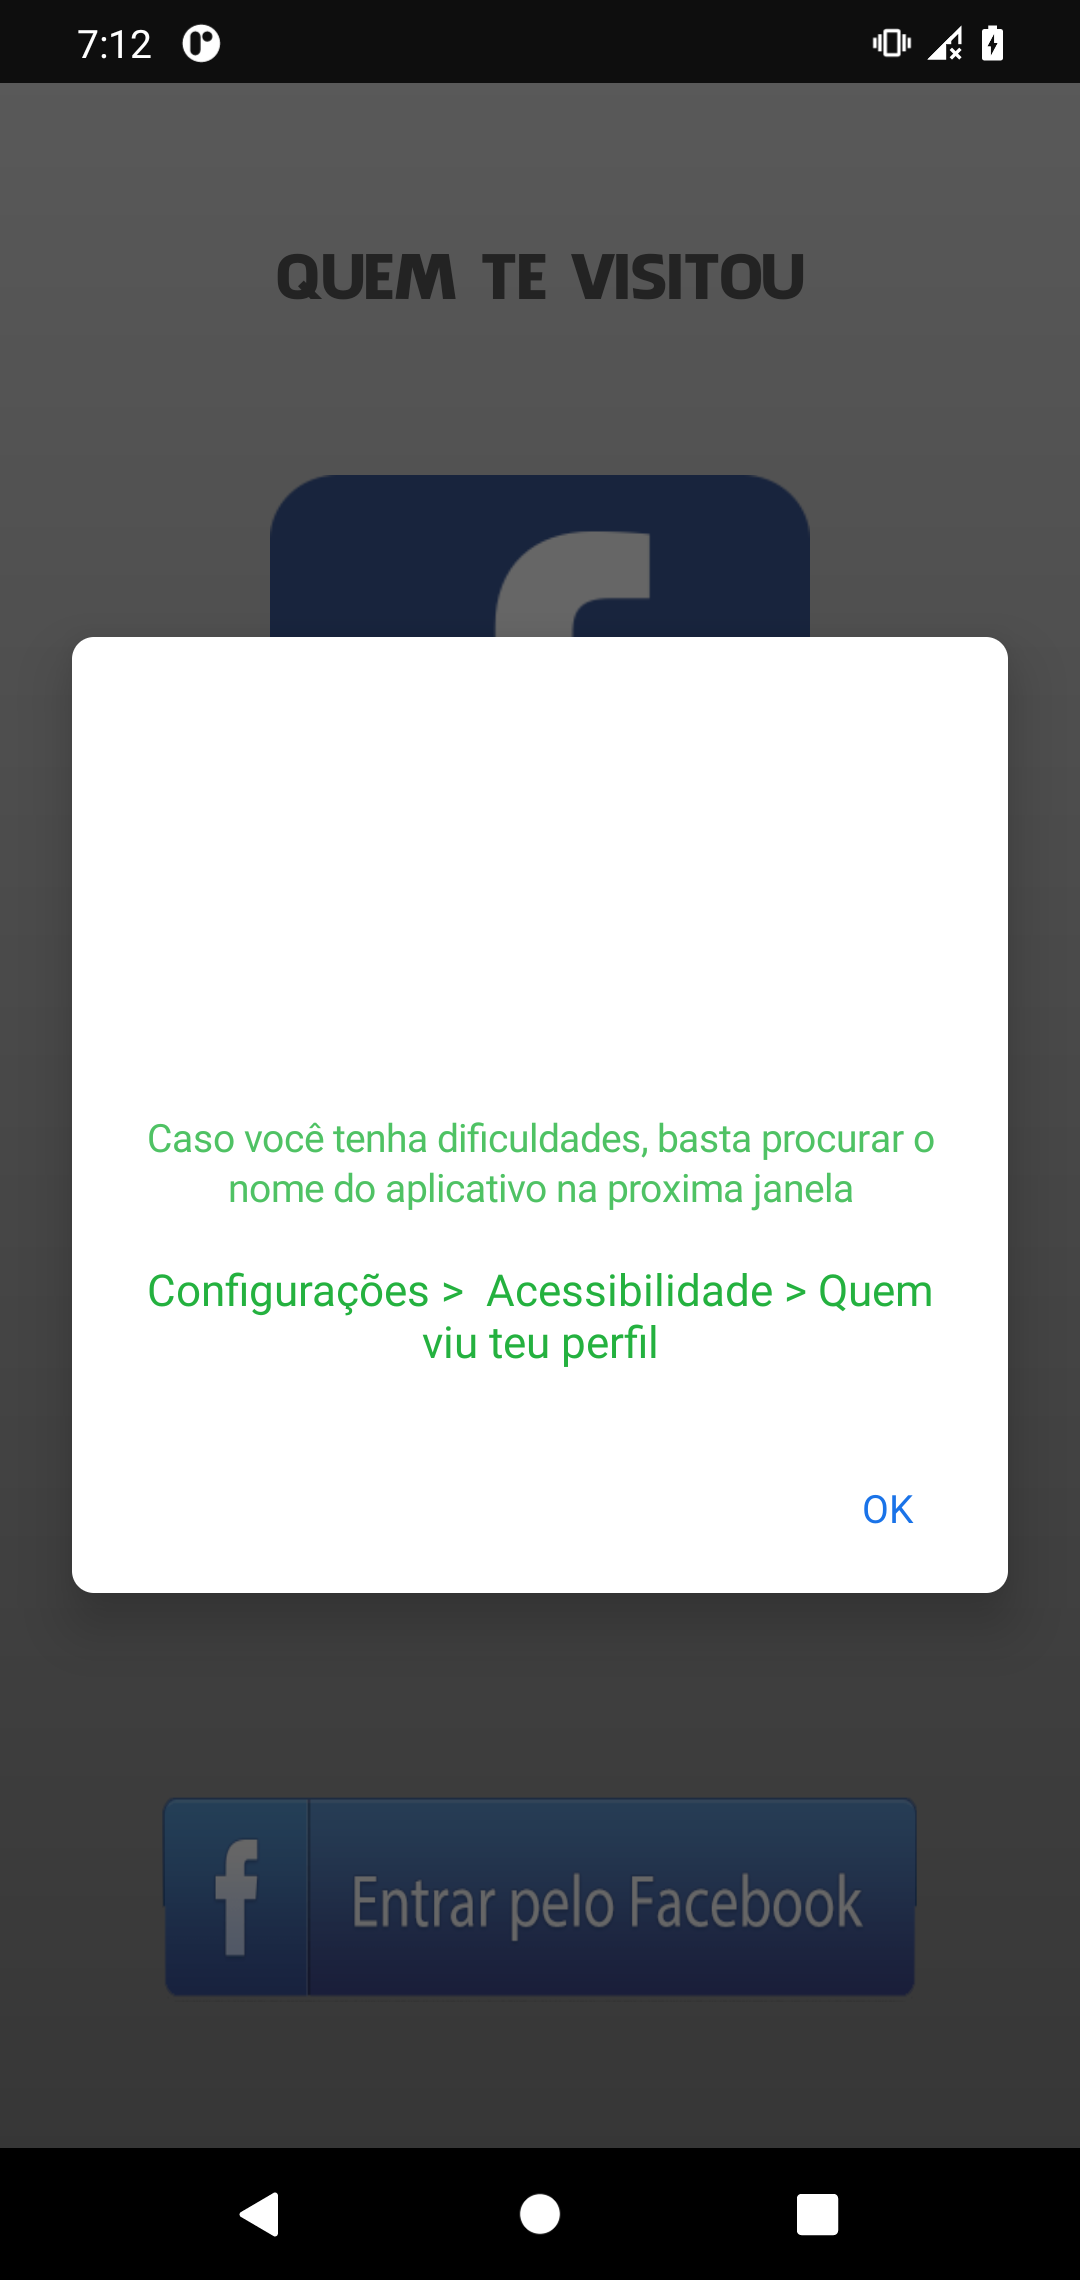 7:12
QUEM TE VISITOU
Caso você tenha dificuldades, basta procurar o
nome do aplicativo na proxima janela
Configurações >  Acessibilidade > Quem
viu teu perfil
OK
Entrar pelo Facebook